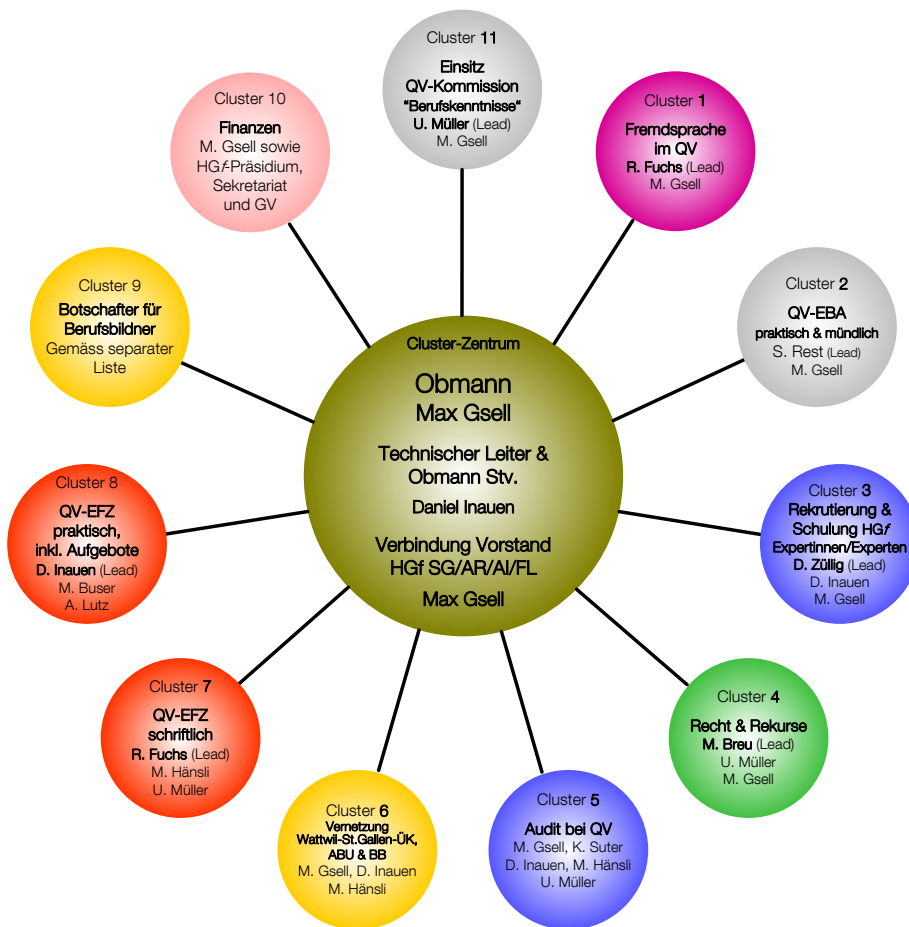 Cluster 11
Einsitz
QV-Kommission
"Berufskenntnisse"
U. Müller (Lead)
M. Gsell
Cluster 1
Fremdsprache
im QV
R. Fuchs (Lead)
M. Gsell
Cluster 2
QV-EBA
praktisch & mündlich
S. Rest (Lead)
M. Gsell
Cluster 3
Rekrutierung &
Schulung HGf
Expertinnen/Experten
D. Züllig (Lead)
D. Inauen
M. Gsell
Cluster 4
Recht & Rekurse
M. Breu (Lead)
U. Müller
M. Gsell
Cluster 5
Audit bei QV
M. Gsell, K. Suter
D. Inauen, M. Hänsli
U. Müller
Cluster 6
Vernetzung
Wattwil-St.Gallen-ÜK,
ABU & BB
M. Gsell, D. Inauen
M. Hänsli
Cluster 7
QV-EFZ
schriftlich
R. Fuchs (Lead)
M. Hänsli
U. Müller
Cluster 8
QV-EFZ
praktisch,
inkl. Aufgebote
D. Inauen (Lead)
M. Buser
A. Lutz
Cluster 9
Botschafter für
Berufsbildner
Gemäss separater
Liste
Cluster 10
Finanzen
M. Gsell sowie
HGf-Präsidium,
Sekretariat
und GV
Cluster-Zentrum
Obmann
Max Gsell
Technischer Leiter &
Obmann Stv.
Daniel Inauen
Verbindung Vorstand
HGf SG/AR/AI/FL
Max Gsell